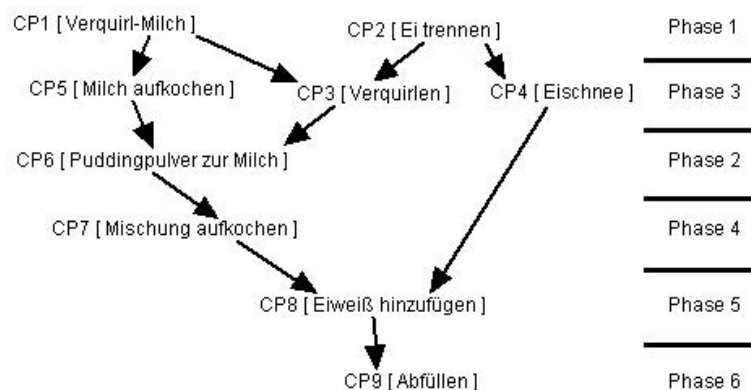 CP1 [ Verquirl-Milch ] CP2 [ Ei trennen ] Phase 1
CP5 [ Milch aufkochen ] CP3 [ Verquirlen ] CP4 [ Eischnee ] Phase 3
CP6 [ Puddingpulver zur Milch ] Phase 2
CP7 [ Mischung aufkochen ] Phase 4
CP8 [ Eiweiß hinzufügen ] Phase 5
CP9 [ Abfüllen ] Phase 6